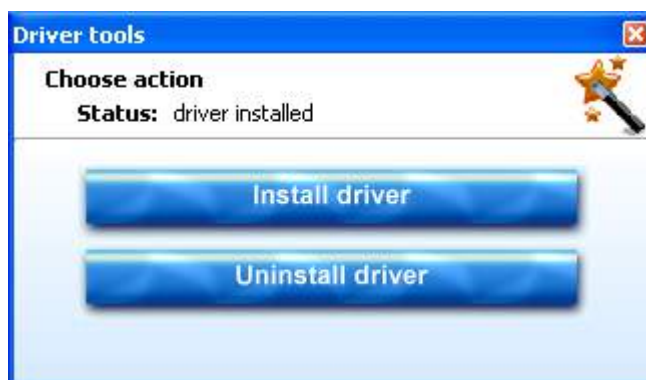 Driver tools
Choose action
Status: driver installed
Install driver
Uninstall driver